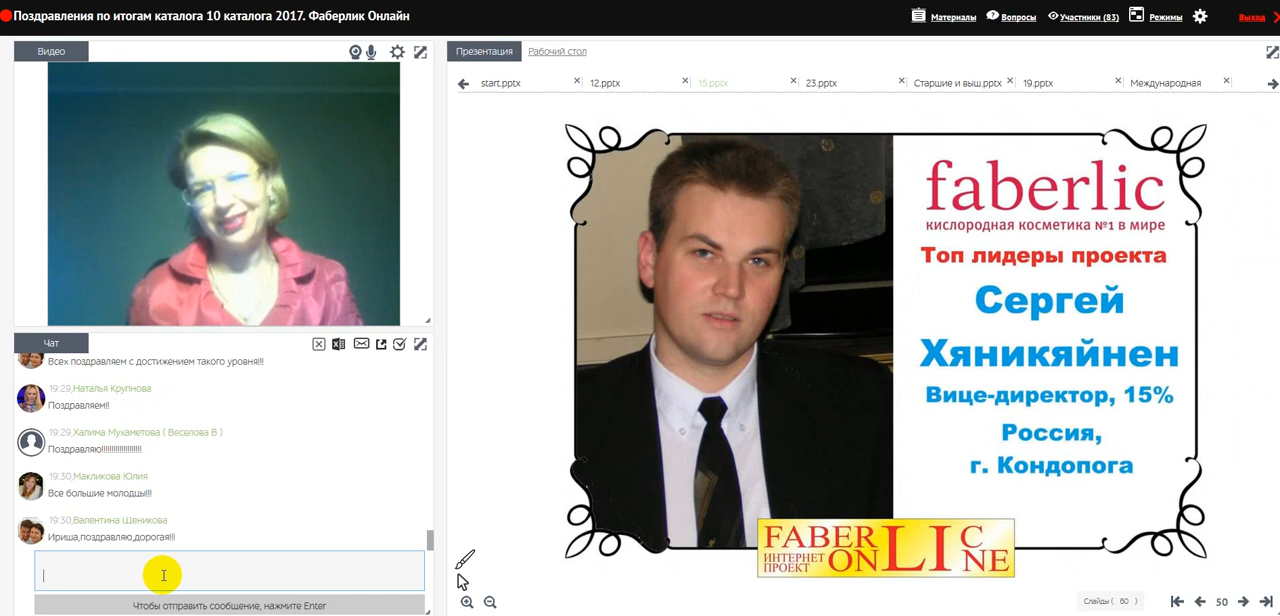 Поздравления по итогам каталога 10 каталога 2017. Фаберлик Онлайн
Материалы
Вопросы
Участники (83)
Режимы
Выход
Видео
Презентация
Рабочий стол
start.pptx
12.pptx
15.pptx
23.pptx
Старшие и выш.pptx
19.pptx
Международная
faberlic
кислородная косметика №1 в мире
Топ лидеры проекта
Сергей
Хяникяйнен
Вице-директор, 15%
Россия,
г. Кондопога
FABERLIC
ИНТЕРНЕТ ПРОЕКТ
ONLINE
Чат
Всех поздравляем с достижением такого уровня!!!
19:29,Наталья Крупнова
Поздравляем!!
19:29,Халима Мухаметова ( Веселова В )
Поздравляю!!!!!!!!!!!!!!!!!!!!!
19:30,Макликова Юлия
Все большие молодцы!!!
19:30,Валентина Щеникова
Ириша,поздравляю,дорогая!!!
Чтобы отправить сообщение, нажмите Enter
Слайды ( 60 )
50